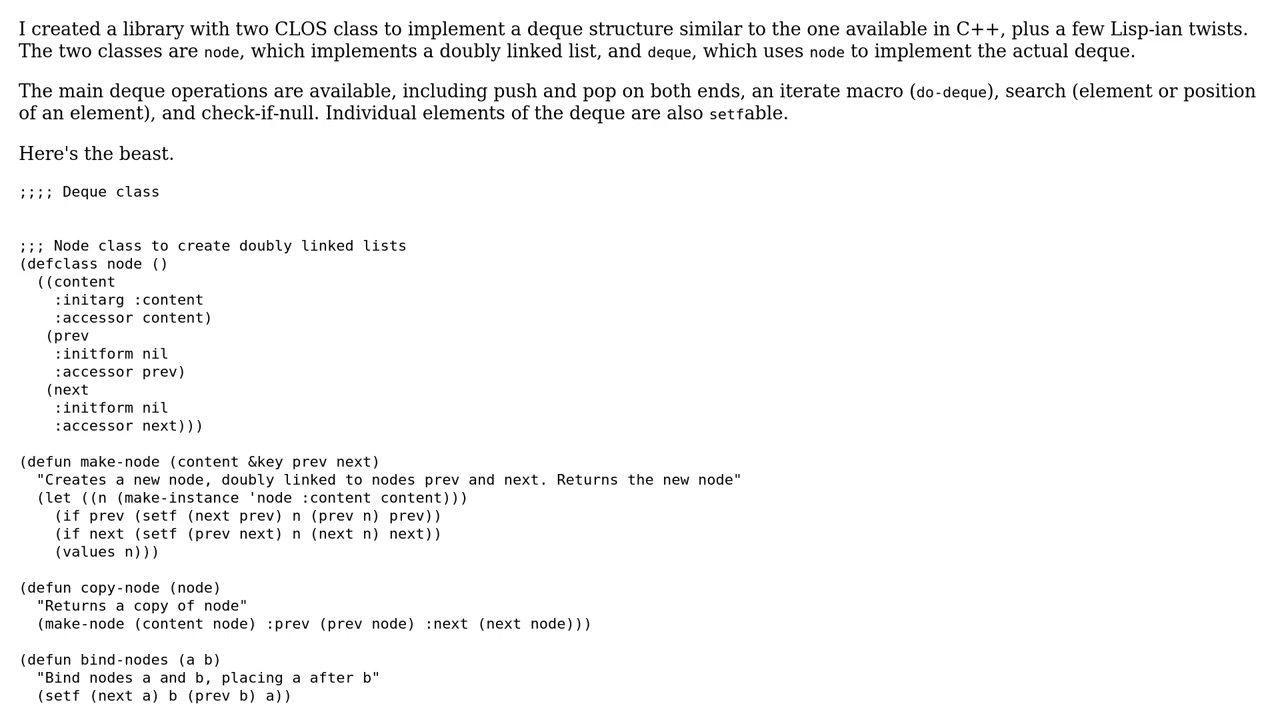 I created a library with two CLOS class to implement a deque structure similar to the one available in C++, plus a few Lisp-ian twists.
The two classes are node, which implements a doubly linked list, and deque, which uses node to implement the actual deque.
The main deque operations are available, including push and pop on both ends, an iterate macro (do-deque), search (element or position
of an element), and check-if-null. Individual elements of the deque are also setfable.
Here's the beast.
;;;; Deque class
;;; Node class to create doubly linked lists
(defclass node ()
  ((content
    :initarg :content
    :accessor content)
   (prev
    :initform nil
    :accessor prev)
   (next
    :initform nil
    :accessor next)))
(defun make-node (content &key prev next)
  "Creates a new node, doubly linked to nodes prev and next. Returns the new node"
  (let ((n (make-instance 'node :content content)))
    (if prev (setf (next prev) n (prev n) prev))
    (if next (setf (prev next) n (next n) next))
    (values n)))
(defun copy-node (node)
  "Returns a copy of node"
  (make-node (content node) :prev (prev node) :next (next node)))
(defun bind-nodes (a b)
  "Bind nodes a and b, placing a after b"
  (setf (next a) b (prev b) a))